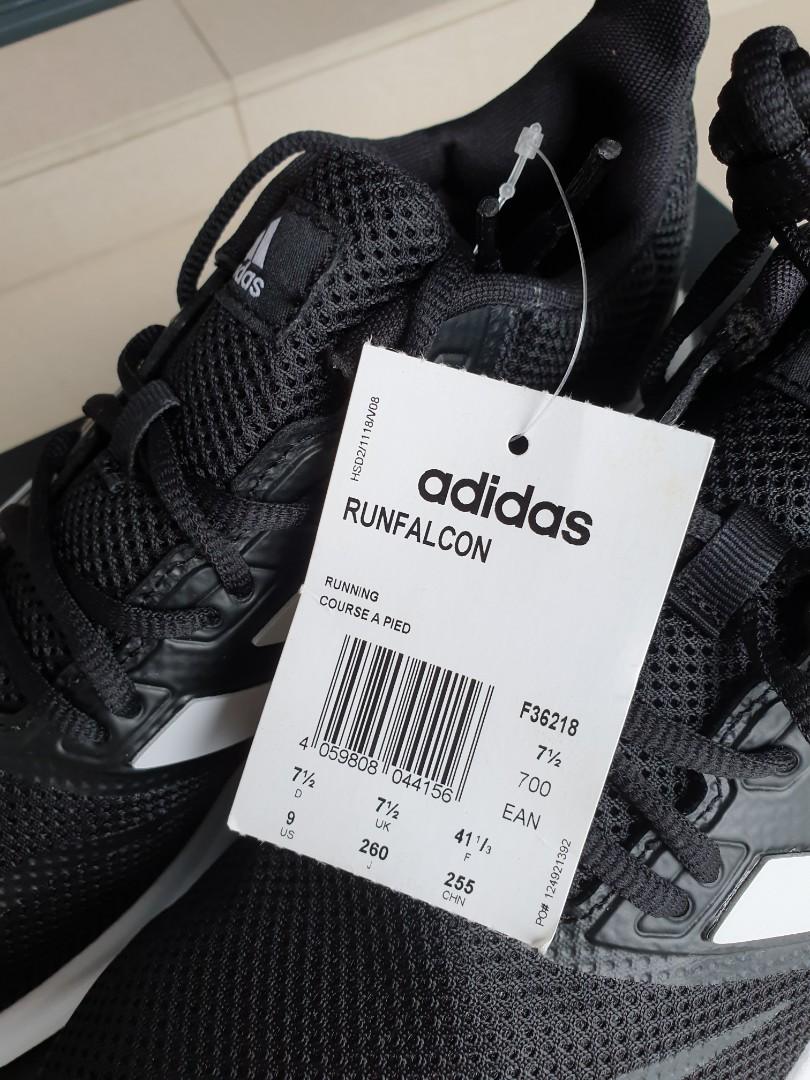 adidas
HSD2/1118/V08
adidas
RUNFALCON
RUNNING
COURSE A PIED
4 059808 044156
F36218
7½
700
EAN
7½ 7½ 41 1/3
D UK F
9 260 255
US J CHN
PO# 124921392